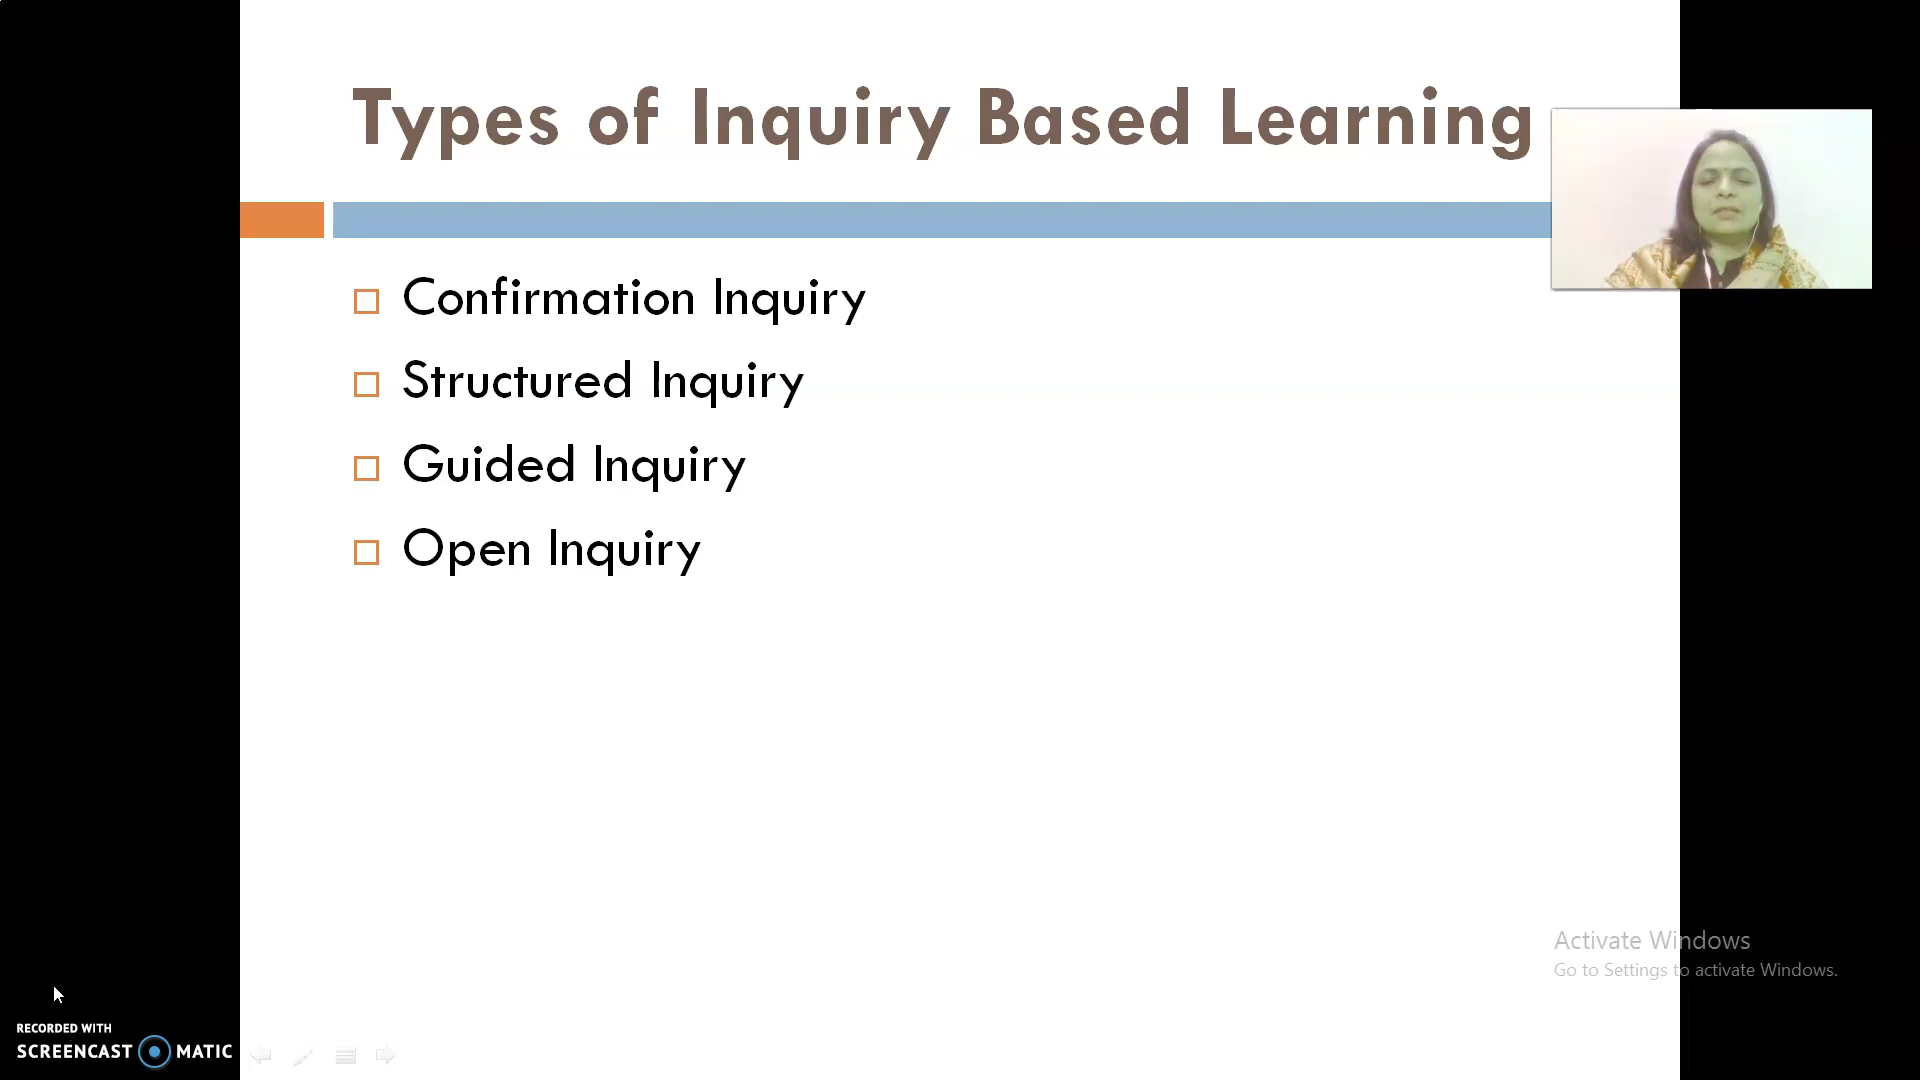 Types of Inquiry Based Learning
Confirmation Inquiry
Structured Inquiry
Guided Inquiry
Open Inquiry
Activate Windows
Go to Settings to activate Windows.
RECORDED WITH
SCREENCAST MATIC